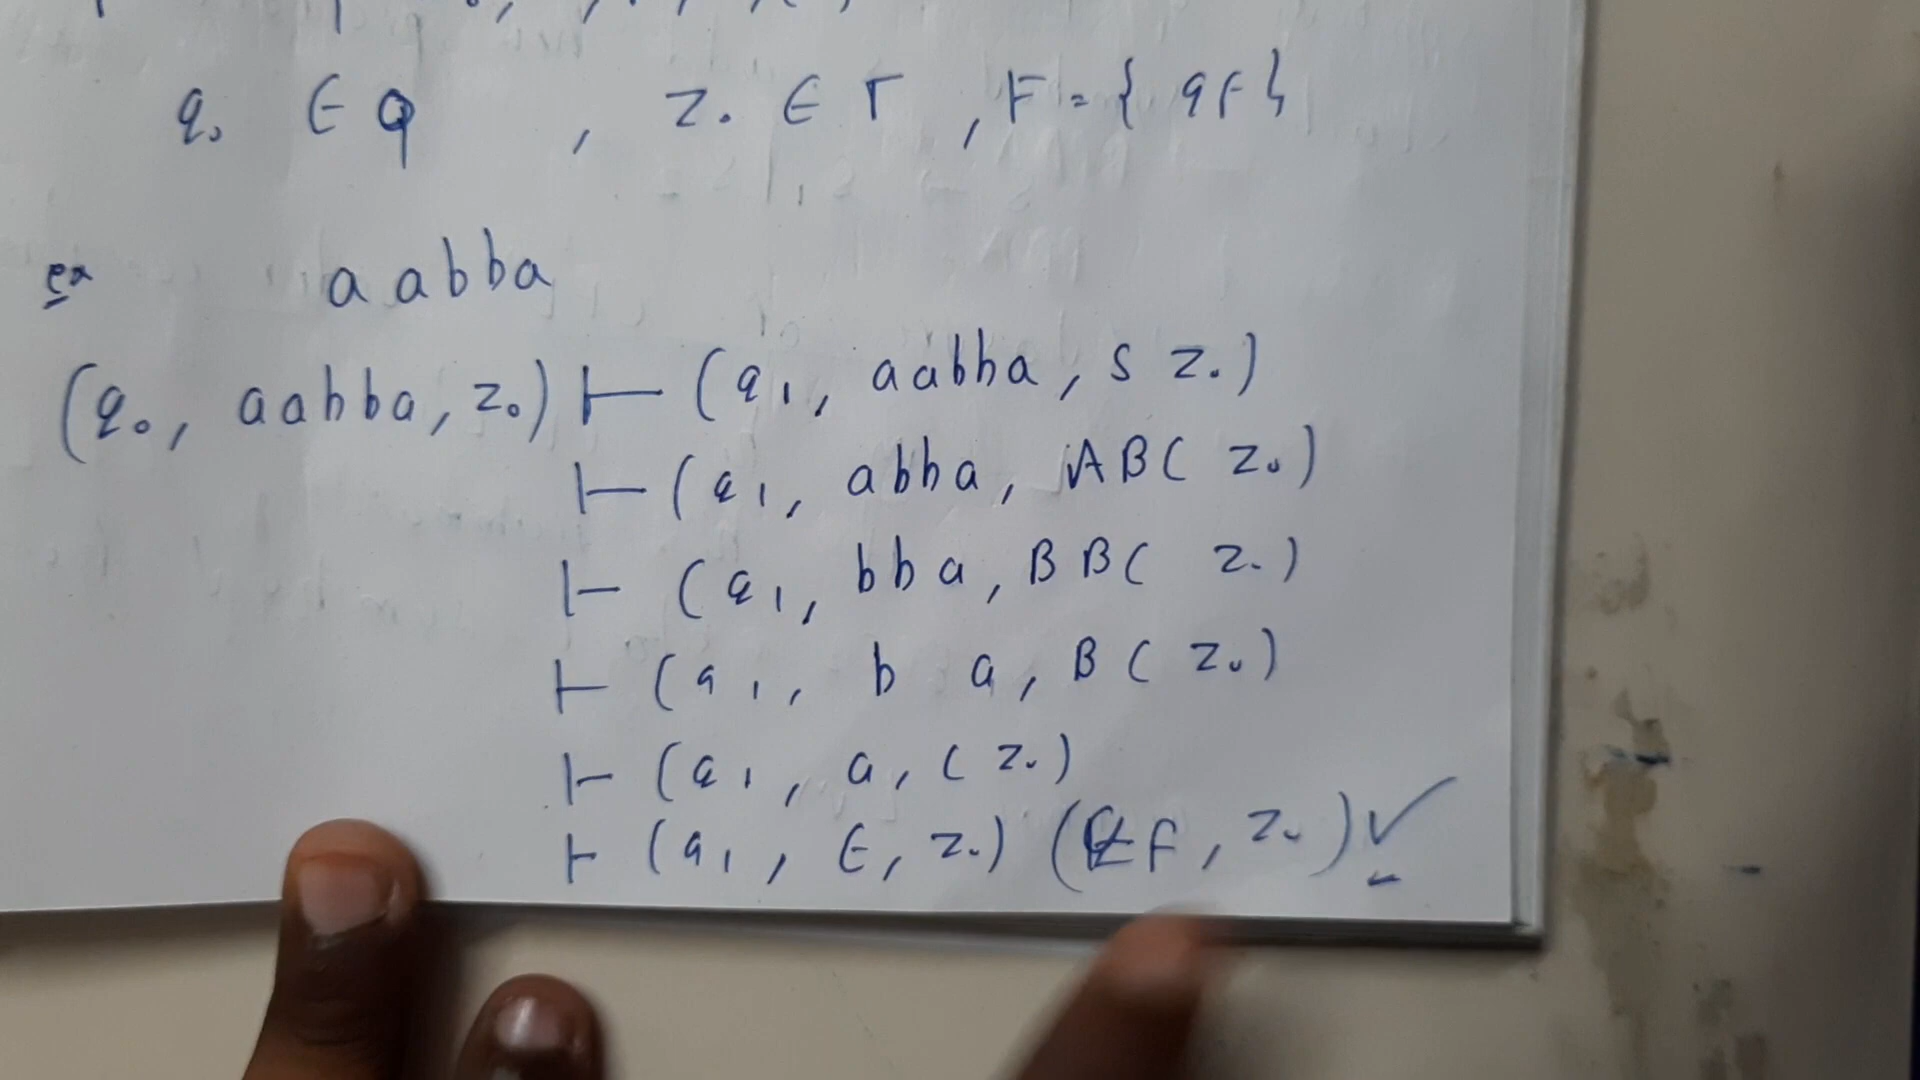 q₀ ∈ Q , z₀ ∈ Γ , F = { qF }
ex aabba
(q₀, aabba, z₀) ⊢ (q₁, aabba, S z₀)
⊢ (q₁, abba, ABC z₀)
⊢ (q₁, bba, BBC z₀)
⊢ (q₁, ba, BC z₀)
⊢ (q₁, a, C z₀)
⊢ (q₁, ε, z₀) ( F, z₀) ✓